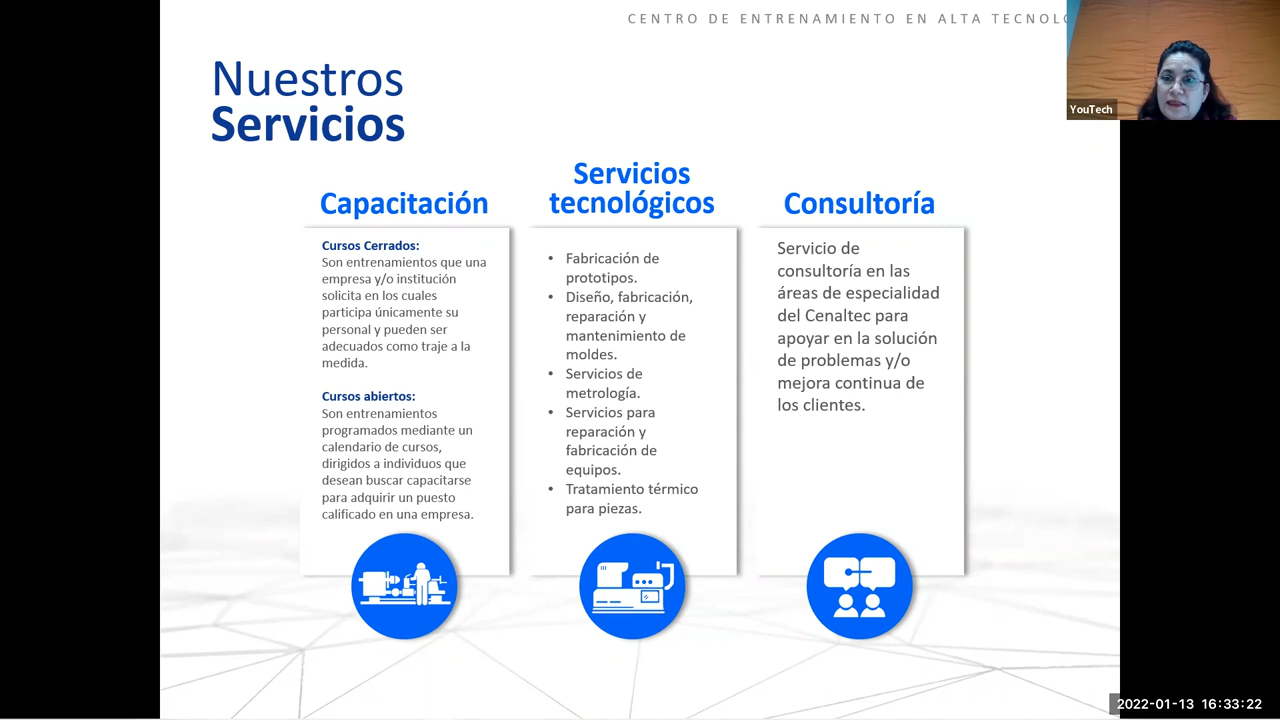 CENTRO DE ENTRENAMIENTO EN ALTA
YouTech
Nuestros
Servicios
Capacitación
Cursos Cerrados:
Son entrenamientos que una
empresa y/o institución
solicita en los cuales
participa únicamente su
personal y pueden ser
adecuados como traje a la
medida.
Cursos abiertos:
Son entrenamientos
programados mediante un
calendario de cursos,
dirigidos a individuos que
desean buscar capacitarse
para adquirir un puesto
calificado en una empresa.
Servicios
tecnológicos
• Fabricación de
prototipos.
• Diseño, fabricación,
reparación y
mantenimiento de
moldes.
• Servicios de
metrología.
• Servicios para
reparación y
fabricación de
equipos.
• Tratamiento térmico
para piezas.
Consultoría
Servicio de
consultoría en las
áreas de especialidad
del Cenaltec para
apoyar en la solución
de problemas y/o
mejora continua de
los clientes.
2022-01-13 16:33:22